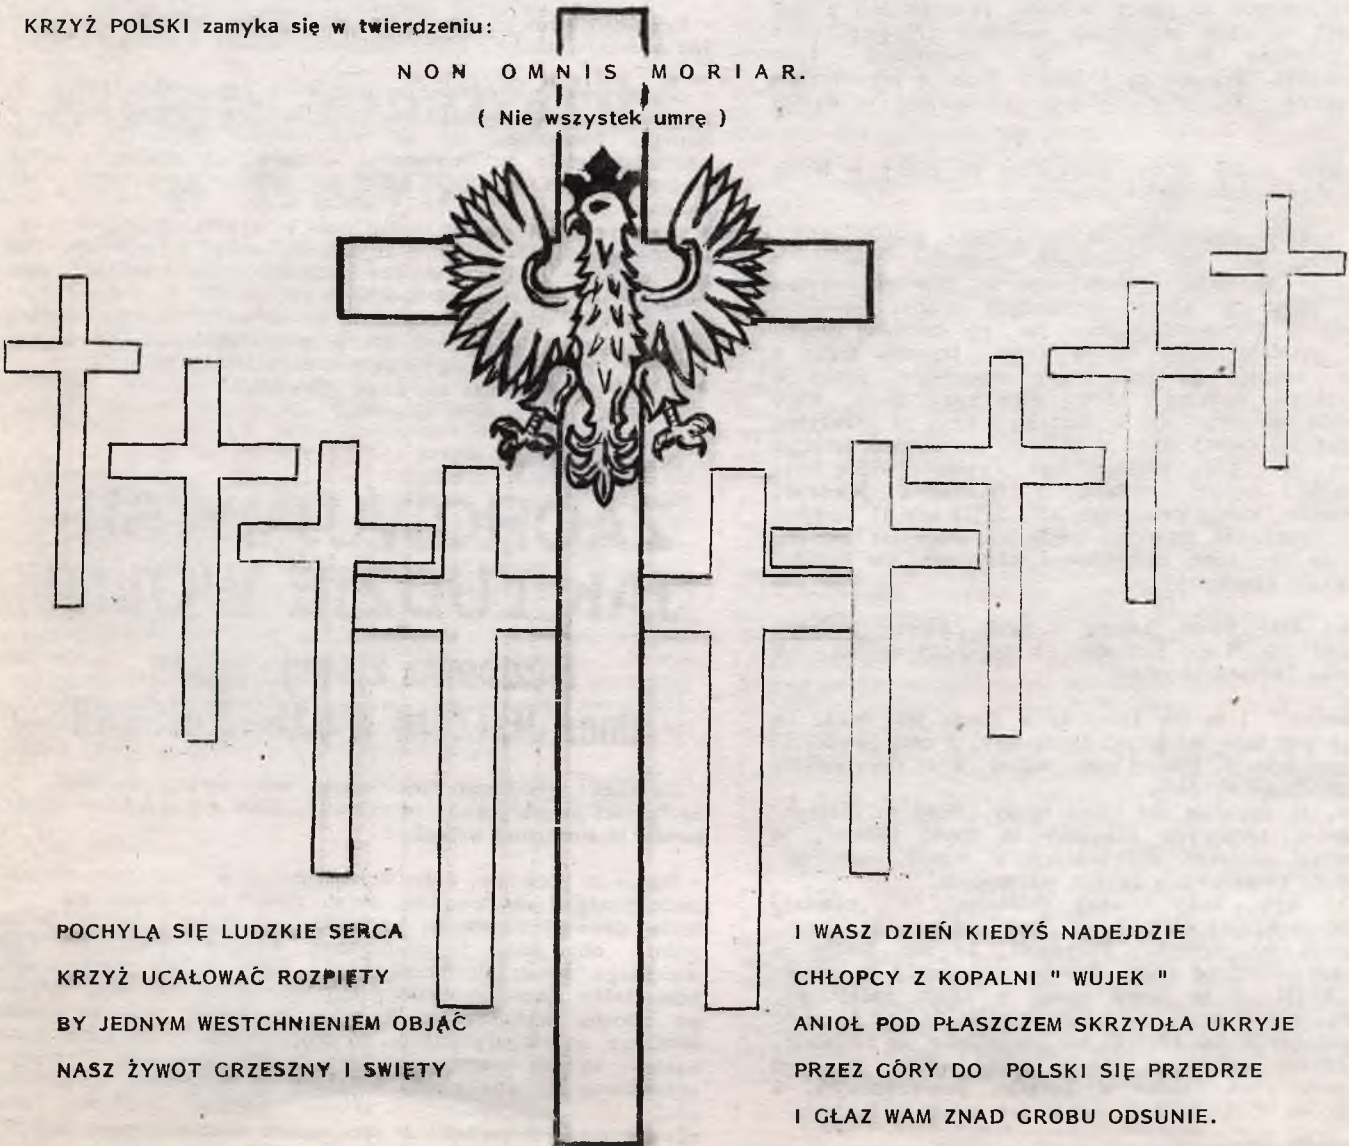 KRZYŻ POLSKI zamyka się w twierdzeniu:
NON OMNIS MORIAR.
( Nie wszystek umrę )
POCHYLĄ SIĘ LUDZKIE SERCA
KRZYŻ UCAŁOWAĆ ROZPIĘTY
BY JEDNYM WESTCHNIENIEM OBJĄĆ
NASZ ŻYWOT GRZESZNY I SWIĘTY
I WASZ DZIEŃ KIEDYŚ NADEJDZIE
CHŁOPCY Z KOPALNI " WUJEK "
ANIOŁ POD PŁASZCZEM SKRZYDŁA UKRYJE
PRZEZ GÓRY DO POLSKI SIĘ PRZEDRZE
I GŁAZ WAM ZNAD GROBU ODSUNIE.